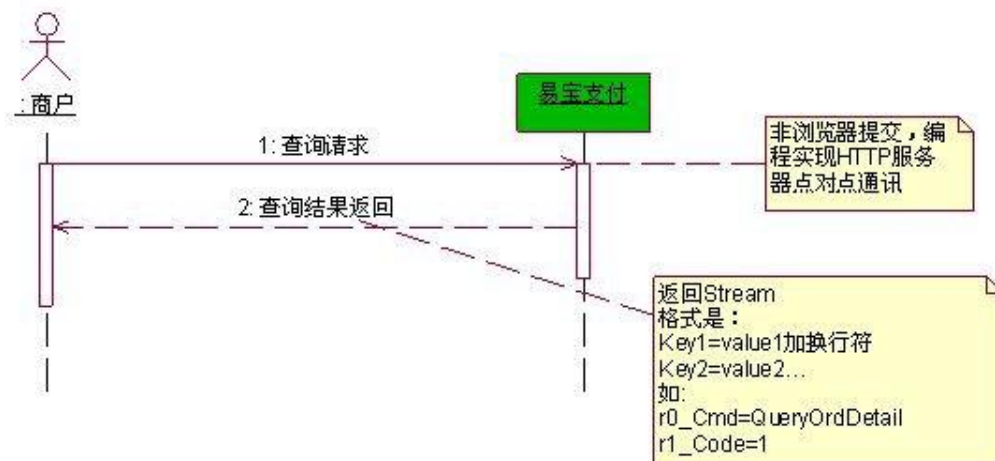 : 商户
易宝支付
1: 查询请求
非浏览器提交，编
程实现HTTP服务
器点对点通讯
2: 查询结果返回
返回Stream
格式是：
Key1=value1加换行符
Key2=value2...
如:
r0_Cmd=QueryOrdDetail
r1_Code=1